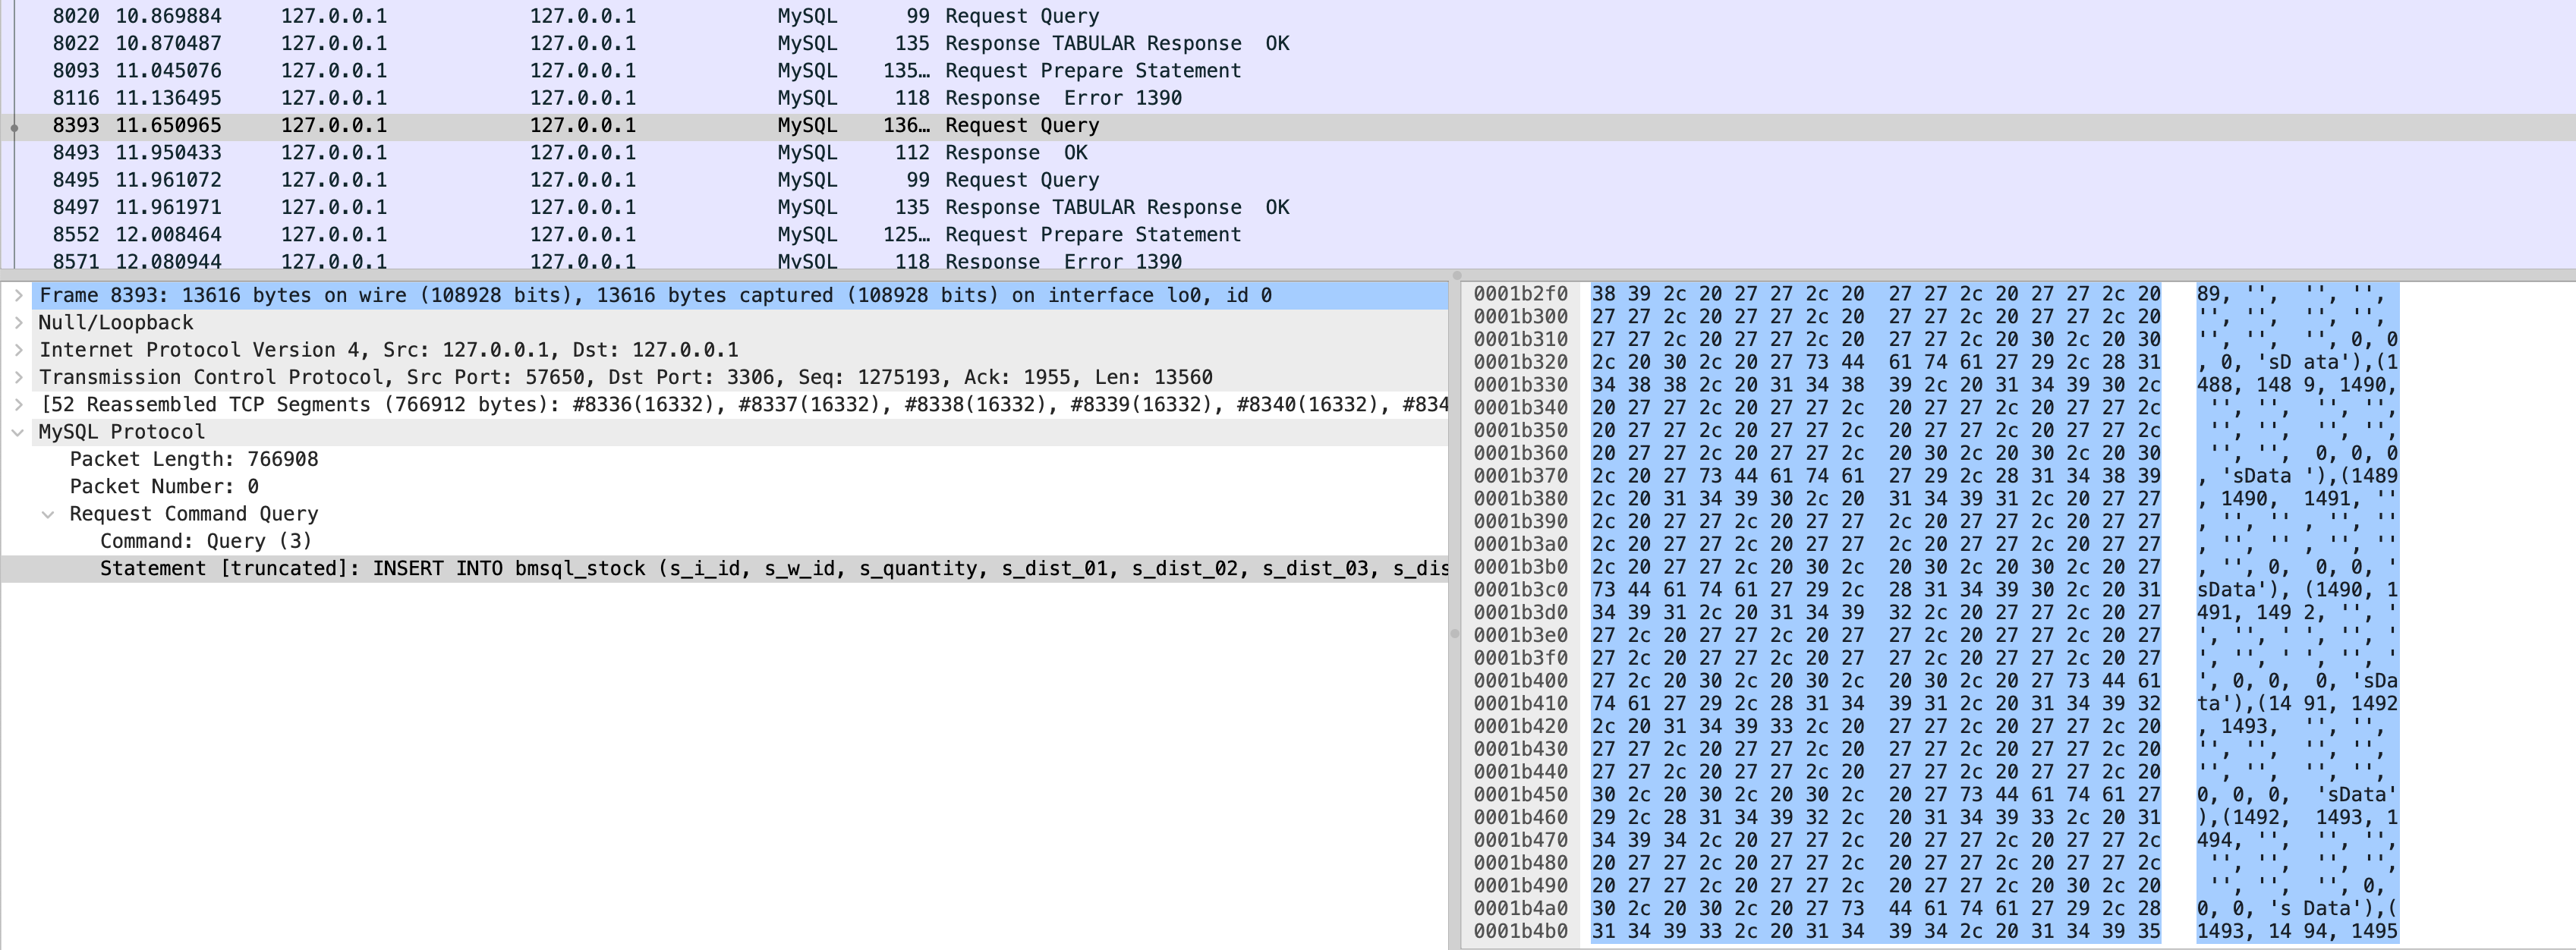 8020 10.869884 127.0.0.1 127.0.0.1 MySQL 99 Request Query
8022 10.870487 127.0.0.1 127.0.0.1 MySQL 135 Response TABULAR Response OK
8093 11.045076 127.0.0.1 127.0.0.1 MySQL 135… Request Prepare Statement
8116 11.136495 127.0.0.1 127.0.0.1 MySQL 118 Response Error 1390
8393 11.650965 127.0.0.1 127.0.0.1 MySQL 136… Request Query
8493 11.950433 127.0.0.1 127.0.0.1 MySQL 112 Response OK
8495 11.961072 127.0.0.1 127.0.0.1 MySQL 99 Request Query
8497 11.961971 127.0.0.1 127.0.0.1 MySQL 135 Response TABULAR Response OK
8552 12.008464 127.0.0.1 127.0.0.1 MySQL 125… Request Prepare Statement
8571 12.080944 127.0.0.1 127.0.0.1 MySQL 118 Response Error 1390
Frame 8393: 13616 bytes on wire (108928 bits), 13616 bytes captured (108928 bits) on interface lo0, id 0
Null/Loopback
Internet Protocol Version 4, Src: 127.0.0.1, Dst: 127.0.0.1
Transmission Control Protocol, Src Port: 57650, Dst Port: 3306, Seq: 1275193, Ack: 1955, Len: 13560
[52 Reassembled TCP Segments (766912 bytes): #8336(16332), #8337(16332), #8338(16332), #8339(16332), #8340(16332), #834
MySQL Protocol
Packet Length: 766908
Packet Number: 0
Request Command Query
Command: Query (3)
Statement [truncated]: INSERT INTO bmsql_stock (s_i_id, s_w_id, s_quantity, s_dist_01, s_dist_02, s_dist_03, s_dis
0001b2f0 38 39 2c 20 27 27 2c 20 27 27 2c 20 27 27 2c 20 89, '', '', '',
0001b300 27 27 2c 20 27 27 2c 20 27 27 2c 20 27 27 2c 20 '', '', '', '',
0001b310 27 27 2c 20 27 27 2c 20 27 27 2c 20 30 2c 20 30 '', '', '', 0, 0
0001b320 2c 20 30 2c 20 27 73 44 61 74 61 27 29 2c 28 31 , 0, 'sD ata'),(1
0001b330 34 38 38 2c 20 31 34 38 39 2c 20 31 34 39 30 2c 488, 148 9, 1490,
0001b340 20 27 27 2c 20 27 27 2c 20 27 27 2c 20 27 27 2c '', '', '', '',
0001b350 20 27 27 2c 20 27 27 2c 20 27 27 2c 20 27 27 2c '', '', '', '',
0001b360 20 27 27 2c 20 27 27 2c 20 30 2c 20 30 2c 20 30 '', '', 0, 0, 0
0001b370 2c 20 27 73 44 61 74 61 27 29 2c 28 31 34 38 39 , 'sData '),(1489
0001b380 2c 20 31 34 39 30 2c 20 31 34 39 31 2c 20 27 27 , 1490, 1491, ''
0001b390 2c 20 27 27 2c 20 27 27 2c 20 27 27 2c 20 27 27 , '', '' , '', ''
0001b3a0 2c 20 27 27 2c 20 27 27 2c 20 27 27 2c 20 27 27 , '', '' , '', ''
0001b3b0 2c 20 27 27 2c 20 30 2c 20 30 2c 20 30 2c 20 27 , '', 0, 0, 0, '
0001b3c0 73 44 61 74 61 27 29 2c 28 31 34 39 30 2c 20 31 sData'), (1490, 1
0001b3d0 34 39 31 2c 20 31 34 39 32 2c 20 27 27 2c 20 27 491, 149 2, '', '
0001b3e0 27 2c 20 27 27 2c 20 27 27 2c 20 27 27 2c 20 27 ', '', ' ', '', '
0001b3f0 27 2c 20 27 27 2c 20 27 27 2c 20 27 27 2c 20 27 ', '', ' ', '', '
0001b400 27 2c 20 30 2c 20 30 2c 20 30 2c 20 27 73 44 61 ', 0, 0, 0, 'sDa
0001b410 74 61 27 29 2c 28 31 34 39 31 2c 20 31 34 39 32 ta'),(14 91, 1492
0001b420 2c 20 31 34 39 33 2c 20 27 27 2c 20 27 27 2c 20 , 1493, '', '',
0001b430 27 27 2c 20 27 27 2c 20 27 27 2c 20 27 27 2c 20 '', '', '', '',
0001b440 27 27 2c 20 27 27 2c 20 27 27 2c 20 27 27 2c 20 '', '', '', '',
0001b450 30 2c 20 30 2c 20 30 2c 20 27 73 44 61 74 61 27 0, 0, 0, 'sData'
0001b460 29 2c 28 31 34 39 32 2c 20 31 34 39 33 2c 20 31 ),(1492, 1493, 1
0001b470 34 39 34 2c 20 27 27 2c 20 27 27 2c 20 27 27 2c 494, '', '', '',
0001b480 20 27 27 2c 20 27 27 2c 20 27 27 2c 20 27 27 2c '', '', '', '',
0001b490 20 27 27 2c 20 27 27 2c 20 27 27 2c 20 30 2c 20 '', '', '', 0,
0001b4a0 30 2c 20 30 2c 20 27 73 44 61 74 61 27 29 2c 28 0, 0, 's Data'),(
0001b4b0 31 34 39 33 2c 20 31 34 39 34 2c 20 31 34 39 35 1493, 14 94, 1495